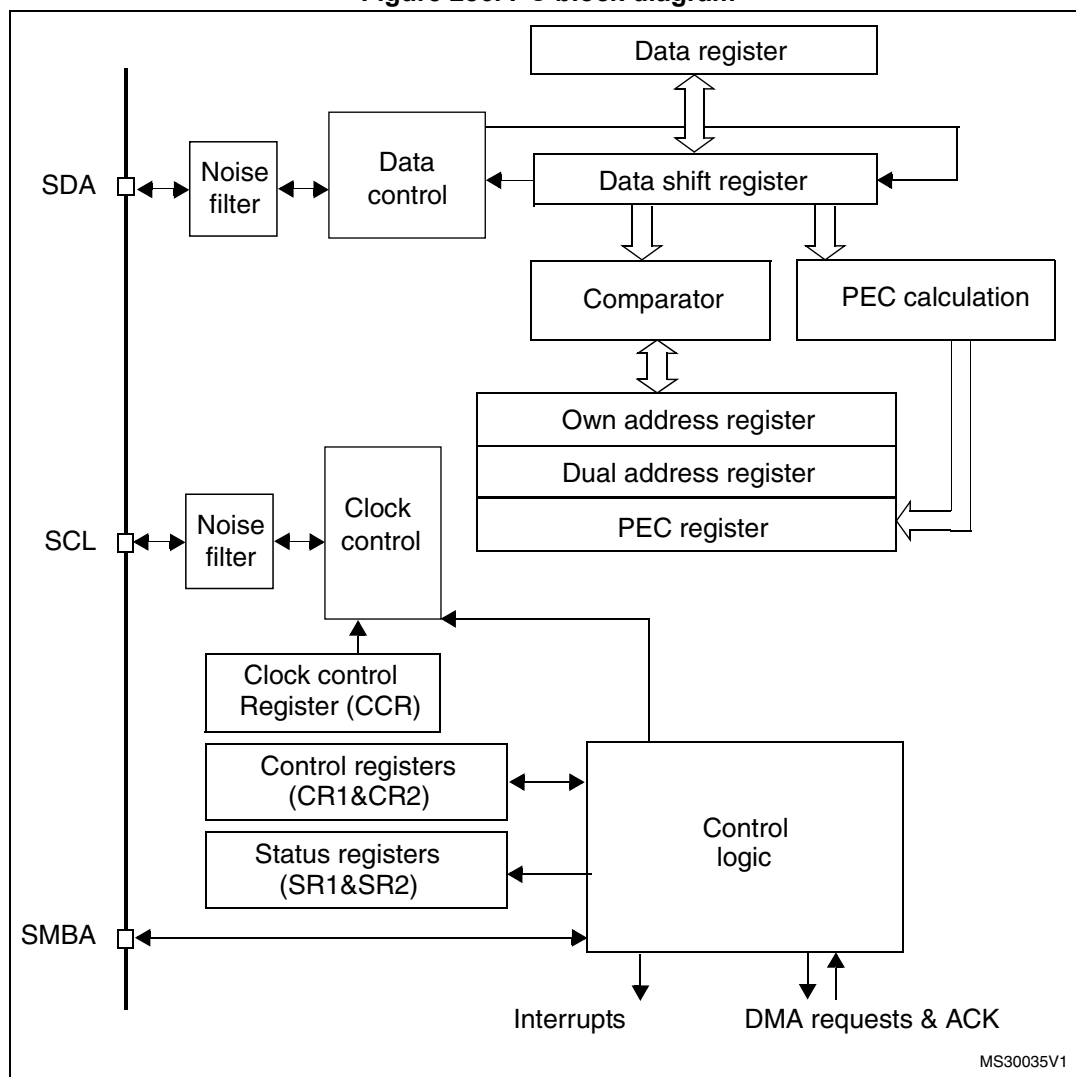 Data register
SDA
Noise
filter
Data
control
Data shift register
Comparator
PEC calculation
Own address register
Dual address register
PEC register
SCL
Noise
filter
Clock
control
Clock control
Register (CCR)
Control registers
(CR1&CR2)
Status registers
(SR1&SR2)
Control
logic
SMBA
Interrupts
DMA requests & ACK
MS30035V1